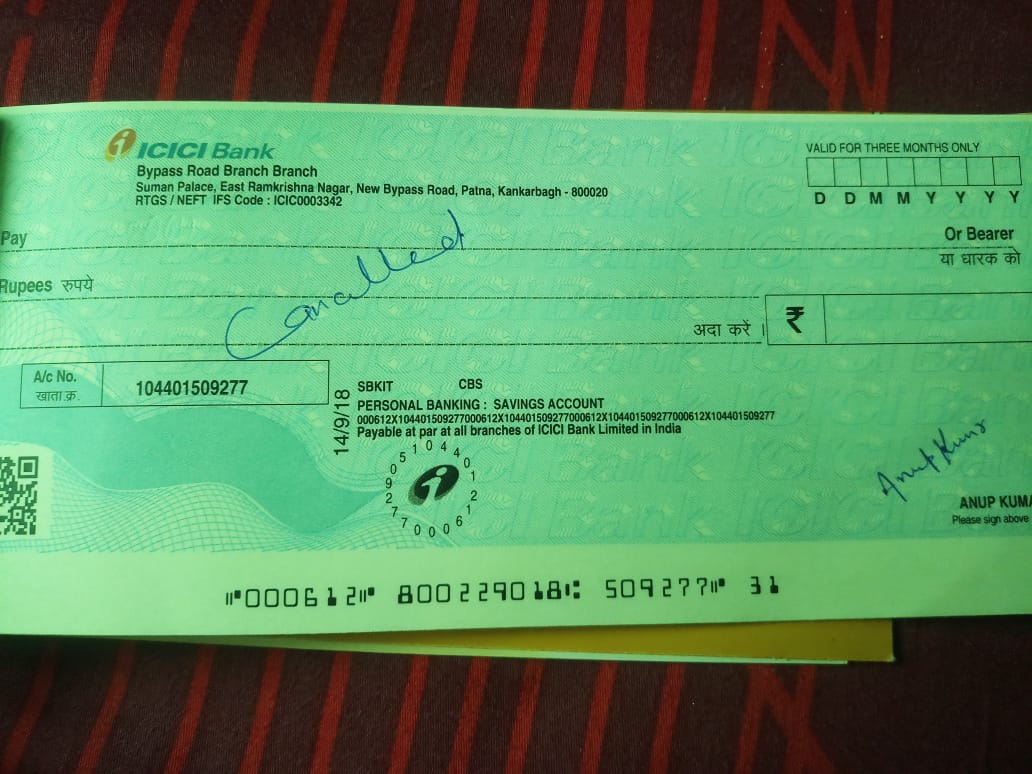 ICICI Bank
Bypass Road Branch Branch
Suman Palace, East Ramkrishna Nagar, New Bypass Road, Patna, Kankarbagh - 800020
RTGS / NEFT IFS Code : ICIC0003342
VALID FOR THREE MONTHS ONLY
D D M M Y Y Y Y
Pay
Or Bearer
या धारक को
Rupees रुपये
Cancelled
अदा करें ।
₹
A/c No.
खाता.क्र.
104401509277
14/9/18
SBKIT CBS
PERSONAL BANKING : SAVINGS ACCOUNT
000612X104401509277000612X104401509277000612X104401509277000612X104401509277
Payable at par at all branches of ICICI Bank Limited in India
104401509277000612
Anup Kumar
ANUP KUMA
Please sign above
⑈000612⑈ 800229018⑆ 509277⑈ 31